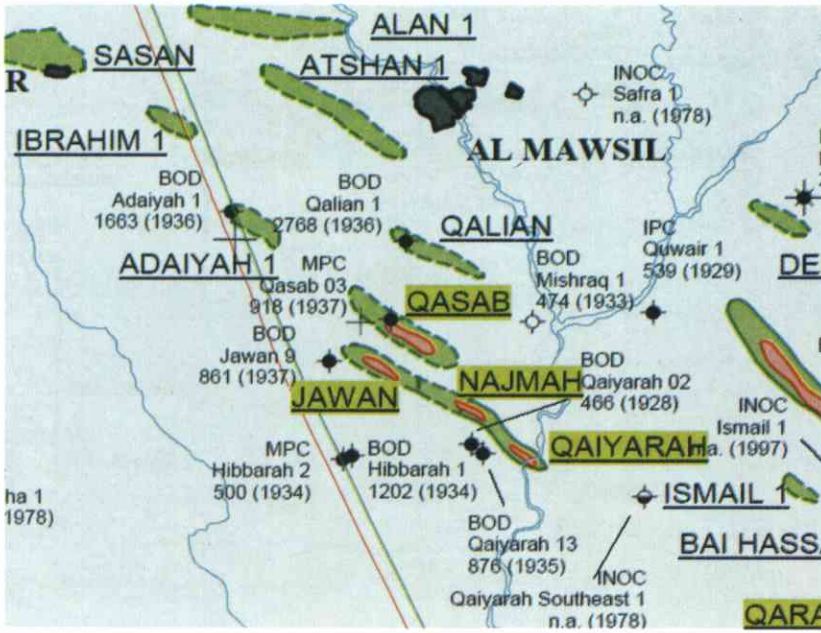 ALAN 1
SASAN
ATSHAN 1
R
INOC
Safra 1
n.a. (1978)
IBRAHIM 1
AL MAWSIL
BOD
Adaiyah 1
1663 (1936)
BOD
Qalian 1
2768 (1936)
QALIAN
IPC
Quwair 1
539 (1929)
ADAIYAH 1
MPC
Qasab 03
918 (1937)
BOD
Mishraq 1
474 (1933)
DE
QASAB
BOD
Jawan 9
861 (1937)
JAWAN
NAJMAH
BOD
Qaiyarah 02
466 (1928)
INOC
Ismail 1
n.a. (1997)
QAIYARAH
MPC
Hibbarah 2
500 (1934)
BOD
Hibbarah 1
1202 (1934)
ha 1
1978)
ISMAIL 1
BOD
Qaiyarah 13
876 (1935)
BAI HASSA
INOC
Qaiyarah Southeast 1
n.a. (1978)
QARA